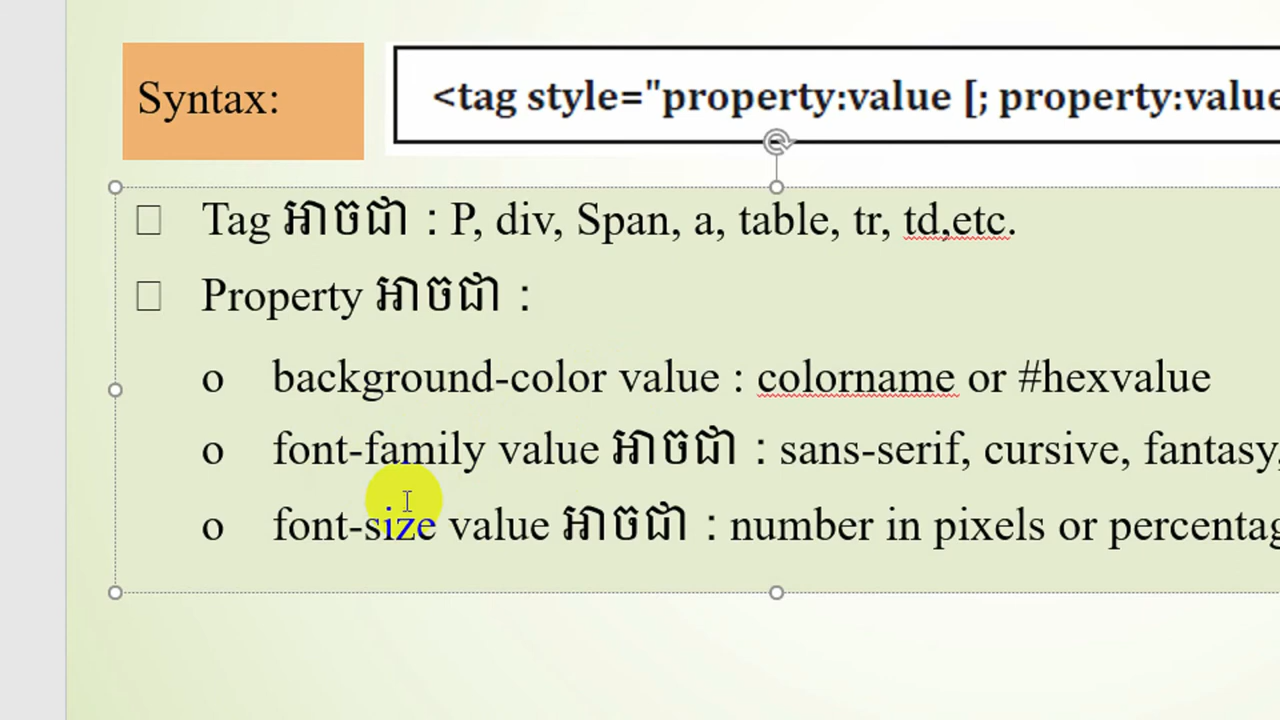 Syntax:
<tag style="property:value [; property:value
Tag អាចជា : P, div, Span, a, table, tr, td,etc.
Property អាចជា :
o background-color value : colorname or #hexvalue
o font-family value អាចជា : sans-serif, cursive, fantasy,
o font-size value អាចជា : number in pixels or percentag